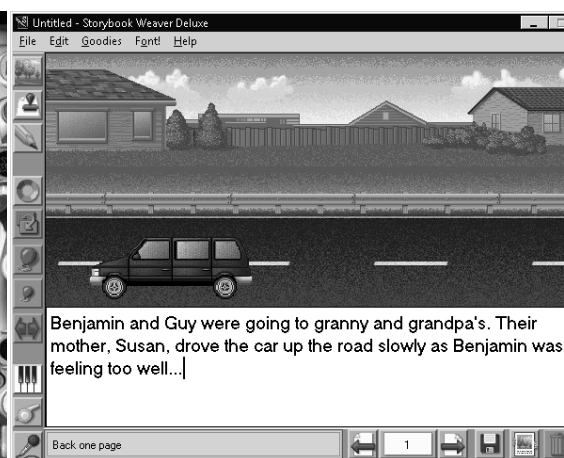 Untitled - Storybook Weaver Deluxe
File Edit Goodies Font! Help
Benjamin and Guy were going to granny and grandpa's. Their
mother, Susan, drove the car up the road slowly as Benjamin was
feeling too well...
Back one page
1